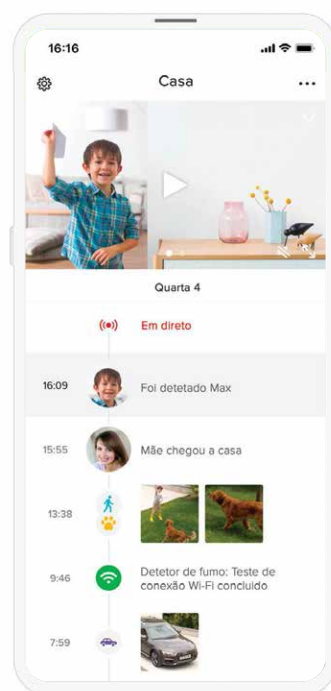 16:16
Casa
Quarta 4
Em direto
16:09
Foi detetado Max
15:55
Mãe chegou a casa
13:38
9:46
Detetor de fumo: Teste de
conexão Wi-Fi concluido
7:59